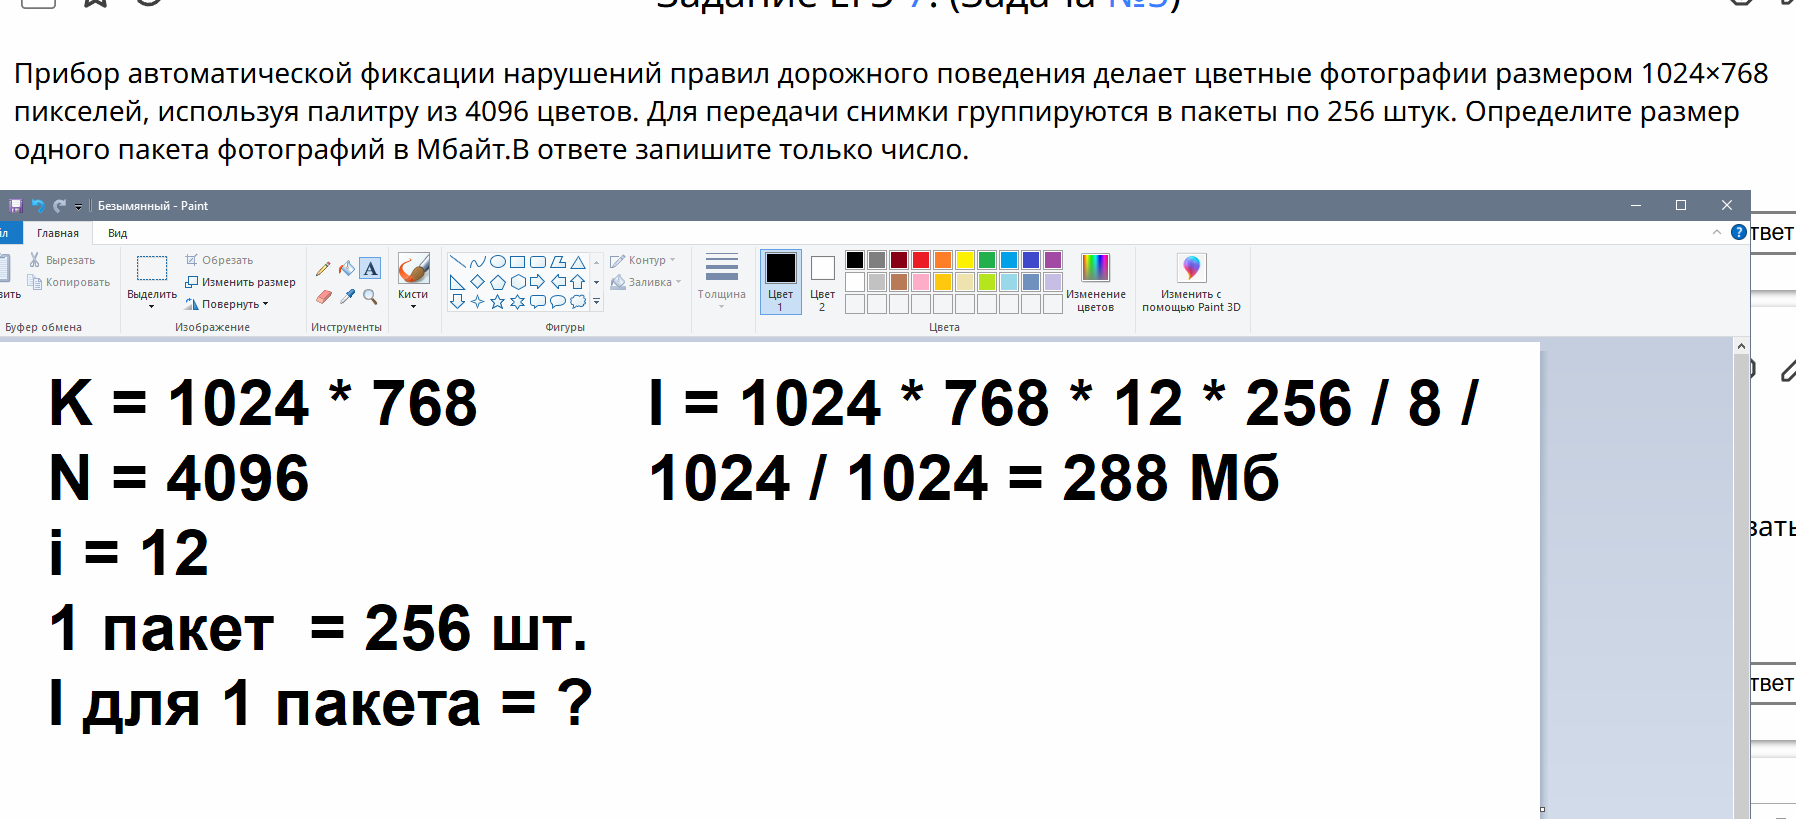 Задание ЕГЭ 7. (Задача №5)
Прибор автоматической фиксации нарушений правил дорожного поведения делает цветные фотографии размером 1024×768
пикселей, используя палитру из 4096 цветов. Для передачи снимки группируются в пакеты по 256 штук. Определите размер
одного пакета фотографий в Мбайт.В ответе запишите только число.
Безымянный - Paint
Главная Вид
твет
Вырезать
Копировать
Буфер обмена
Выделить
Обрезать
Изменить размер
Повернуть
Изображение
Инструменты
Кисти
Контур
Заливка
Фигуры
Толщина
Цвет
1
Цвет
2
Изменение
цветов
Цвета
Изменить с
помощью Paint 3D
K = 1024 * 768
N = 4096
i = 12
1 пакет = 256 шт.
I для 1 пакета = ?
I = 1024 * 768 * 12 * 256 / 8 /
1024 / 1024 = 288 Мб
вать
твет